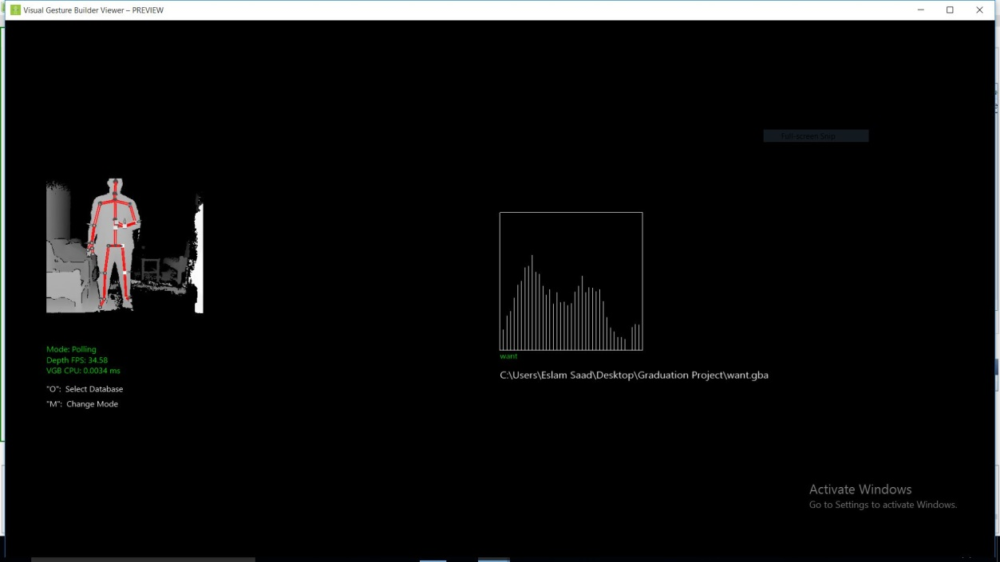 Visual Gesture Builder Viewer – PREVIEW
Full-screen Snip
Mode: Polling
Depth FPS: 34.58
VGB CPU: 0.0034 ms
"O":  Select Database
"M":  Change Mode
want
C:\Users\Eslam Saad\Desktop\Graduation Project\want.gba
Activate Windows
Go to Settings to activate Windows.